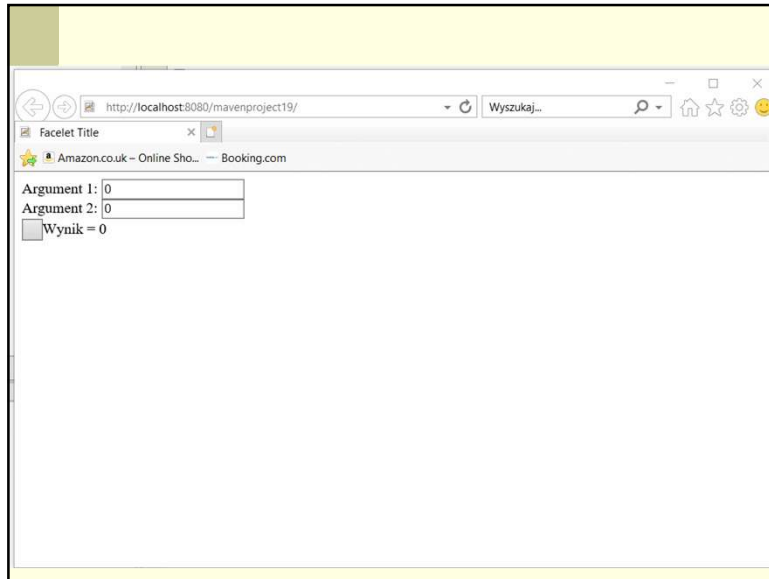 http://localhost:8080/mavenproject19/
Wyszukaj...
Facelet Title
Amazon.co.uk – Online Sho...
Booking.com
Argument 1: 0
Argument 2: 0
Wynik = 0